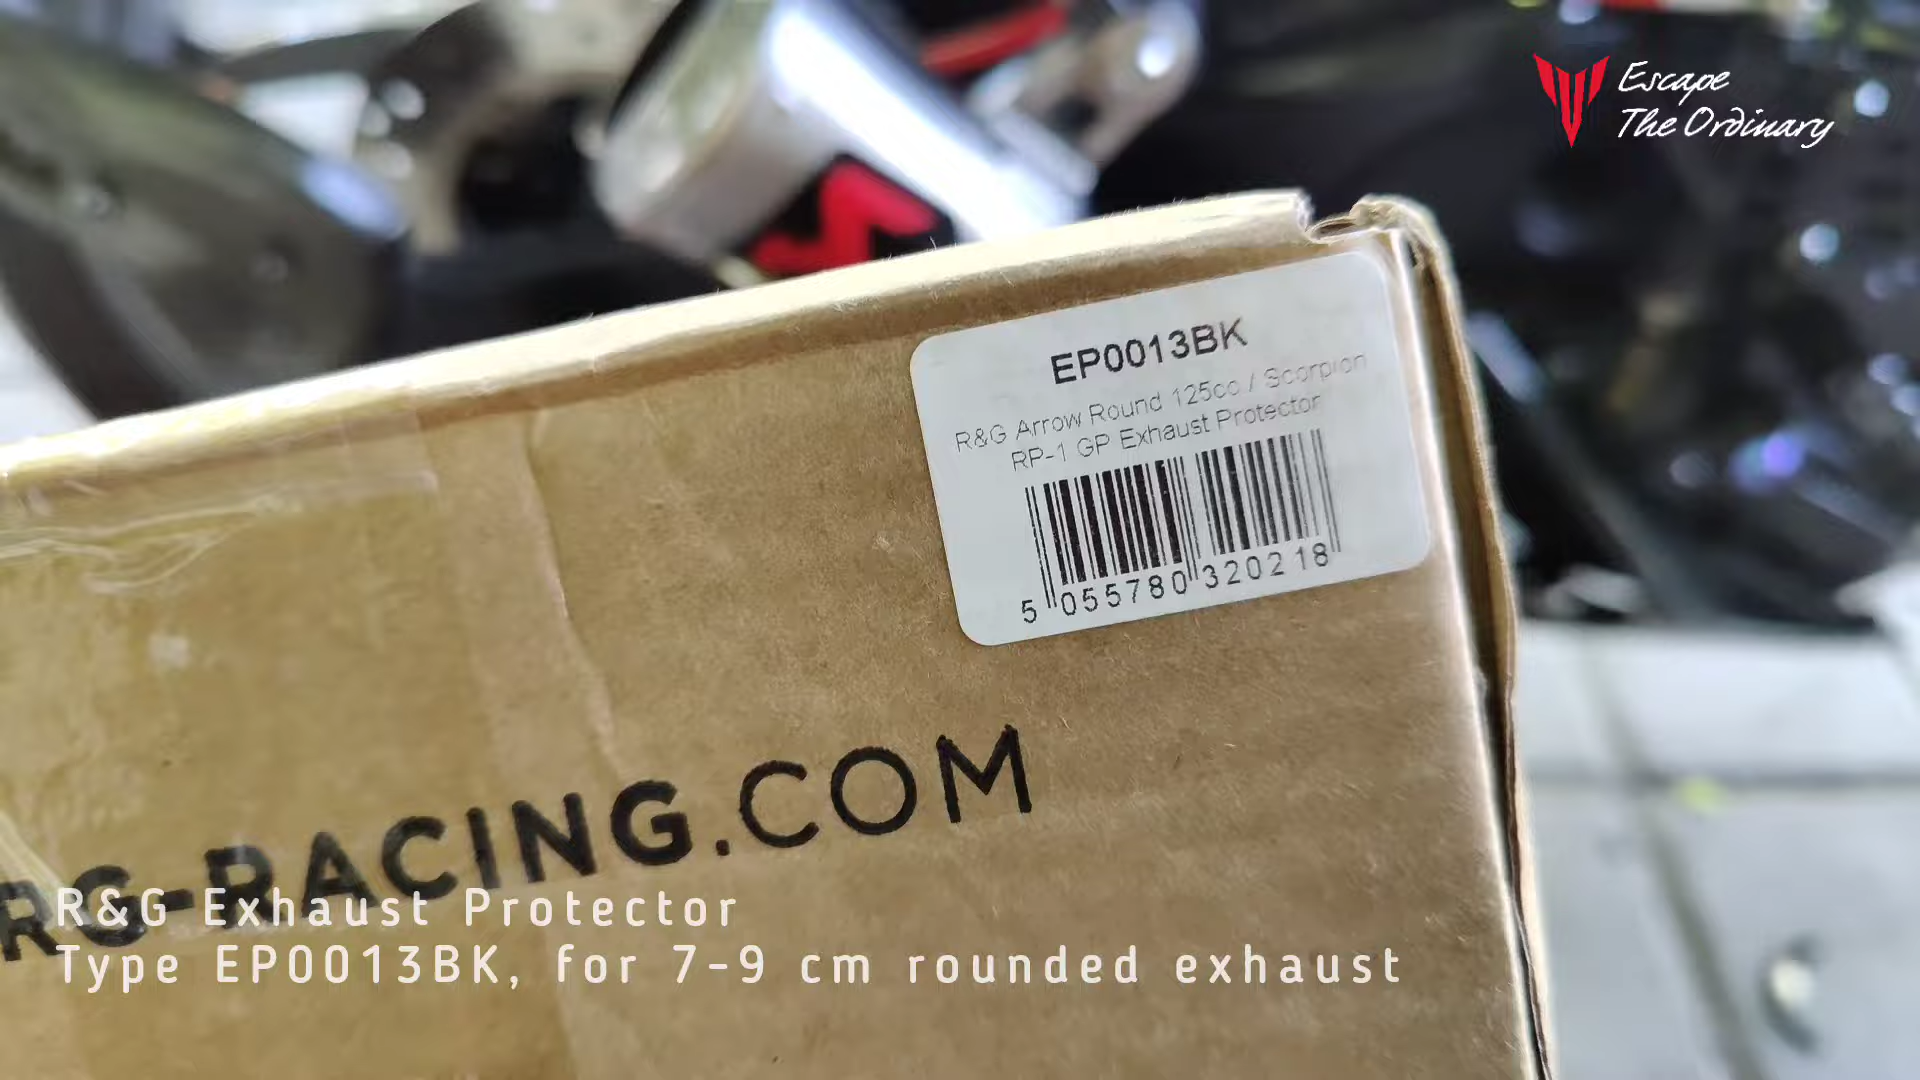 Escape
The Ordinary
EP0013BK
R&G Arrow Round 125cc / Scorpion
RP-1 GP Exhaust Protector
5 055780 320218
RG-RACING.COM
R&G Exhaust Protector
Type EP0013BK, for 7-9 cm rounded exhaust